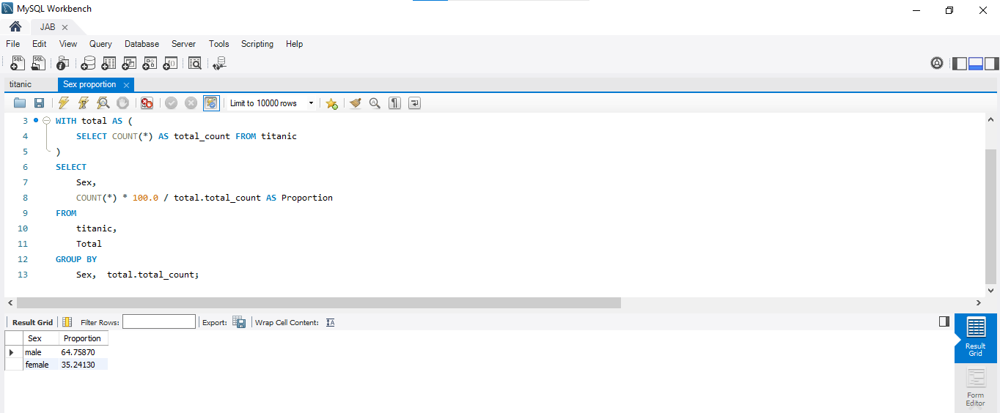 MySQL Workbench
JAB
File Edit View Query Database Server Tools Scripting Help
SQL SQL
titanic Sex proportion
Limit to 10000 rows
3 WITH total AS (
4 SELECT COUNT(*) AS total_count FROM titanic
5 )
6 SELECT
7 Sex,
8 COUNT(*) * 100.0 / total.total_count AS Proportion
9 FROM
10 titanic,
11 Total
12 GROUP BY
13 Sex,  total.total_count;
Result Grid Filter Rows: Export: Wrap Cell Content: IA
Sex Proportion
male 64.75870
female 35.24130
Result
Grid
Form
Editor